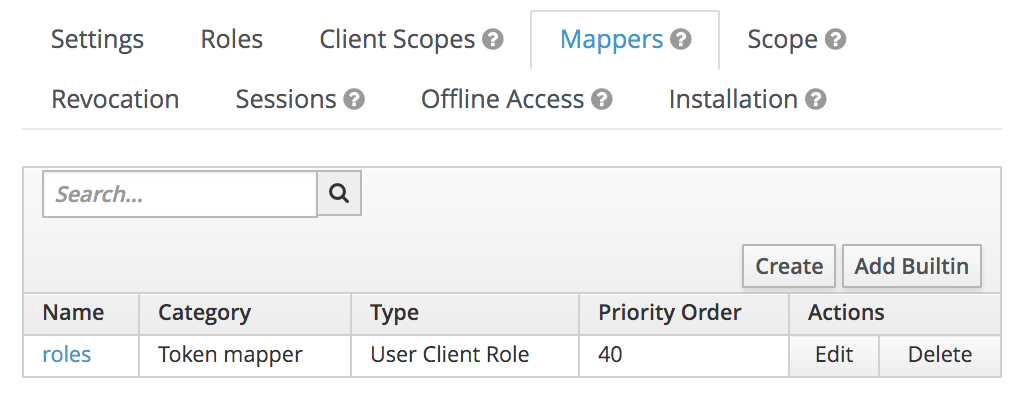 Settings Roles Client Scopes ? Mappers ? Scope ?
Revocation Sessions ? Offline Access ? Installation ?
Search...
Create Add Builtin
Name Category Type Priority Order Actions
roles Token mapper User Client Role 40 Edit Delete